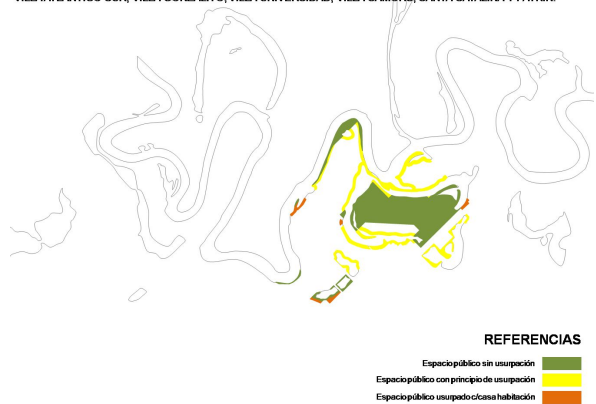 REFERENCIAS
Espacio público sin usurpación
Espacio público con principio de usurpación
Espacio público usurpado c/casa habitación